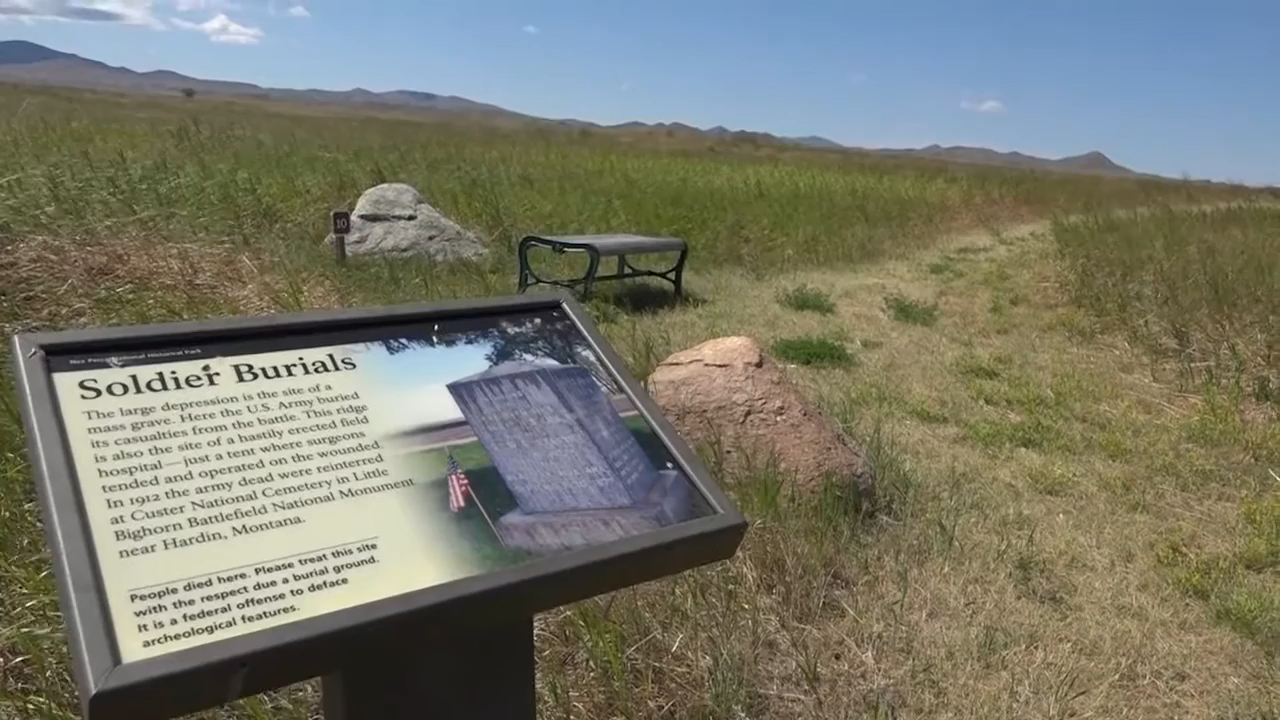 Nez Perce National Historical Park
Soldier Burials
The large depression is the site of a
mass grave. Here the U.S. Army buried
its casualties from the battle. This ridge
is also the site of a hastily erected field
hospital—just a tent where surgeons
tended and operated on the wounded.
In 1912 the army dead were reinterred
at Custer National Cemetery in Little
Bighorn Battlefield National Monument
near Hardin, Montana.
People died here. Please treat this site
with the respect due a burial ground.
It is a federal offense to deface
archeological features.
10